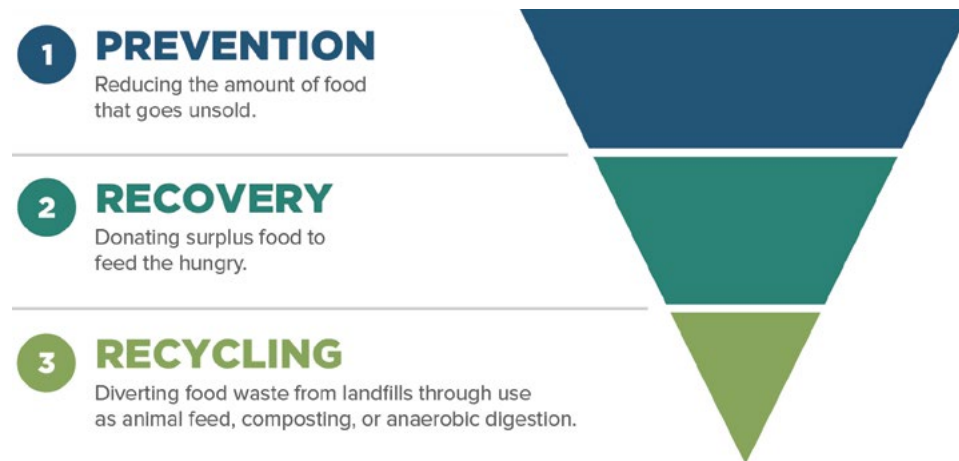 1 PREVENTION
Reducing the amount of food
that goes unsold.
2 RECOVERY
Donating surplus food to
feed the hungry.
3 RECYCLING
Diverting food waste from landfills through use
as animal feed, composting, or anaerobic digestion.